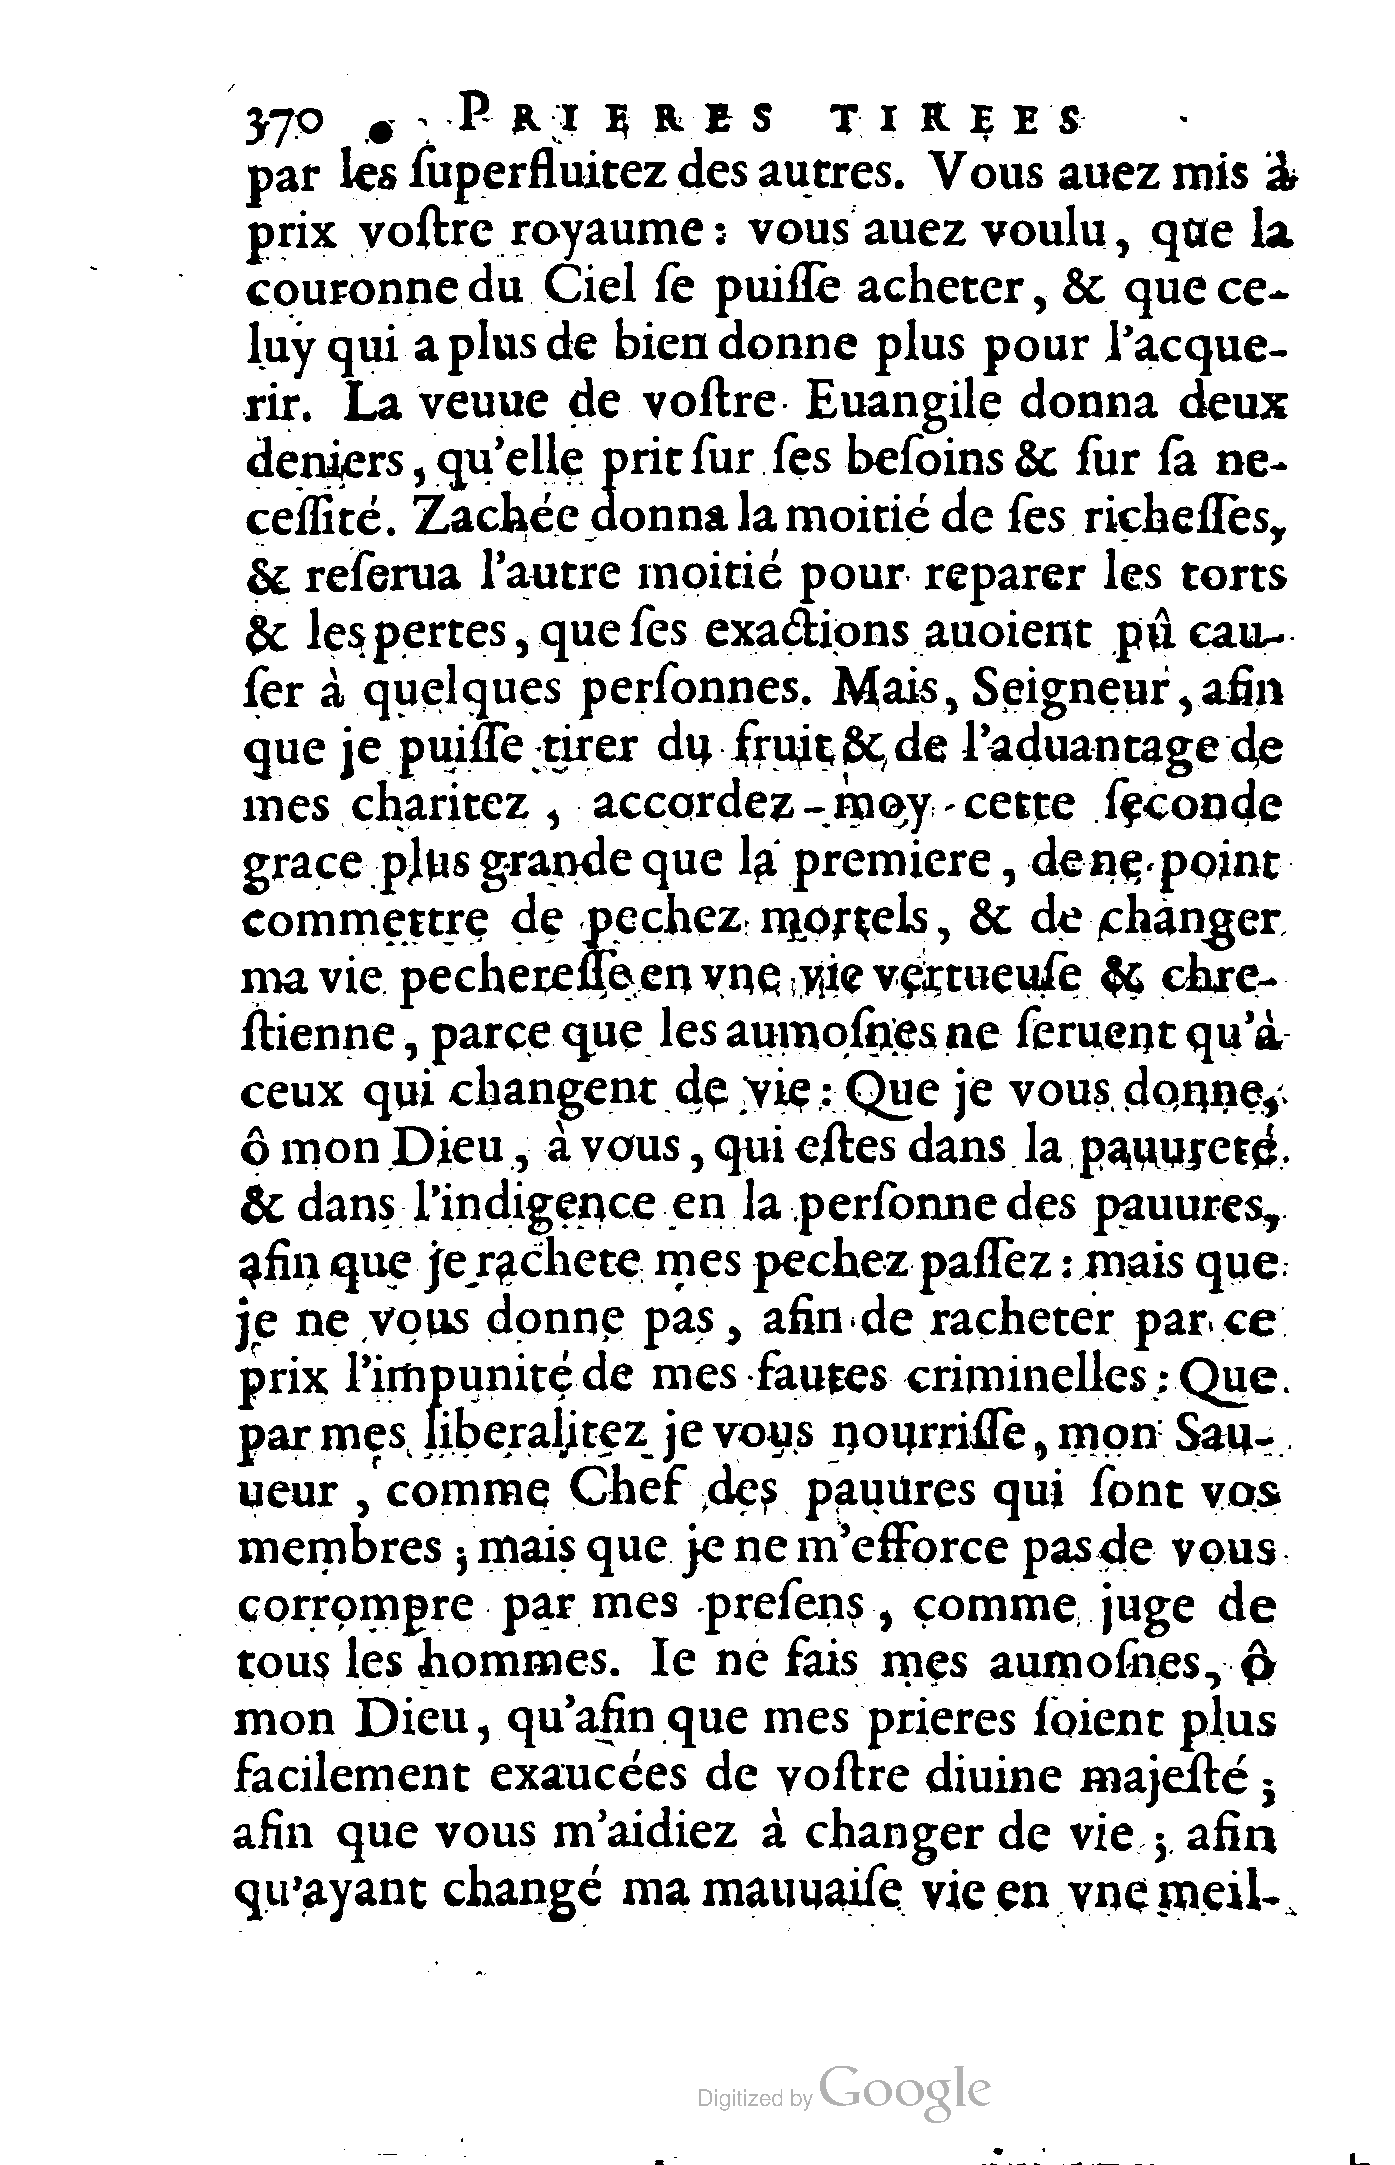 370 PRIERES TIREES
par les ſuperfluitez des autres. Vous auez mis à
prix voſtre royaume : vous auez voulu, que la
couronne du Ciel ſe puiſſe acheter, & que ce-
luy qui a plus de bien donne plus pour l'acque-
rir. La veuue de voſtre Euangile donna deux
deniers, qu'elle prit ſur ſes beſoins & ſur ſa ne-
ceſſité. Zachée donna la moitié de ſes richeſſes,
& reſerua l'autre moitié pour reparer les torts
& les pertes, que ſes exactions auoient pû cau-
ſer à quelques perſonnes. Mais, Seigneur, afin
que je puiſſe tirer du fruit & de l'aduantage de
mes charitez, accordez-moy cette ſeconde
grace plus grande que la premiere, de ne point
commettre de pechez mortels, & de changer
ma vie pechereſſe en vne vie vertueuſe & chre-
ſtienne, parce que les aumoſnes ne ſeruent qu'à
ceux qui changent de vie : Que je vous donne,
ô mon Dieu, à vous, qui eſtes dans la pauureté
& dans l'indigence en la perſonne des pauures,
afin que je rachete mes pechez paſſez : mais que
je ne vous donne pas, afin de racheter par ce
prix l'impunité de mes fautes criminelles : Que
par mes liberalitez je vous nourriſſe, mon Sau-
ueur, comme Chef des pauures qui ſont vos
membres ; mais que je ne m'efforce pas de vous
corrompre par mes preſens, comme juge de
tous les hommes. Ie ne fais mes aumoſnes, ô
mon Dieu, qu'afin que mes prieres ſoient plus
facilement exaucées de voſtre diuine majeſté ;
afin que vous m'aidiez à changer de vie ; afin
qu'ayant changé ma mauuaiſe vie en vne meil-
Digitized by Google